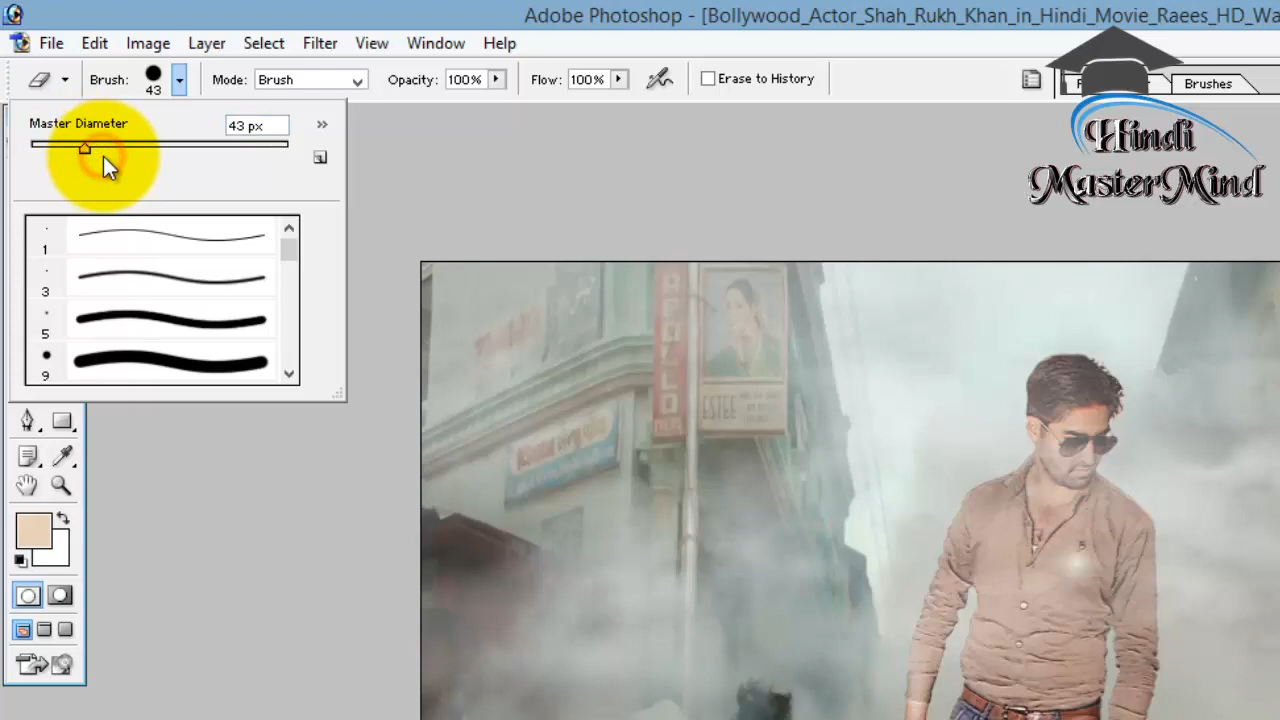 Adobe Photoshop - [Bollywood_Actor_Shah_Rukh_Khan_in_Hindi_Movie_Raees_HD_Wa
File Edit Image Layer Select Filter View Window Help
Brush: 43 Mode: Brush Opacity: 100% Flow: 100% Erase to History
Brushes
Master Diameter 43 px
Hindi
MasterMind
1
3
5
9
APOLLO